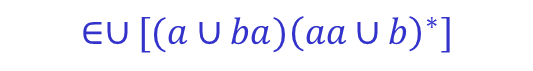 ∈∪ [(a ∪ ba)(aa ∪ b)*]